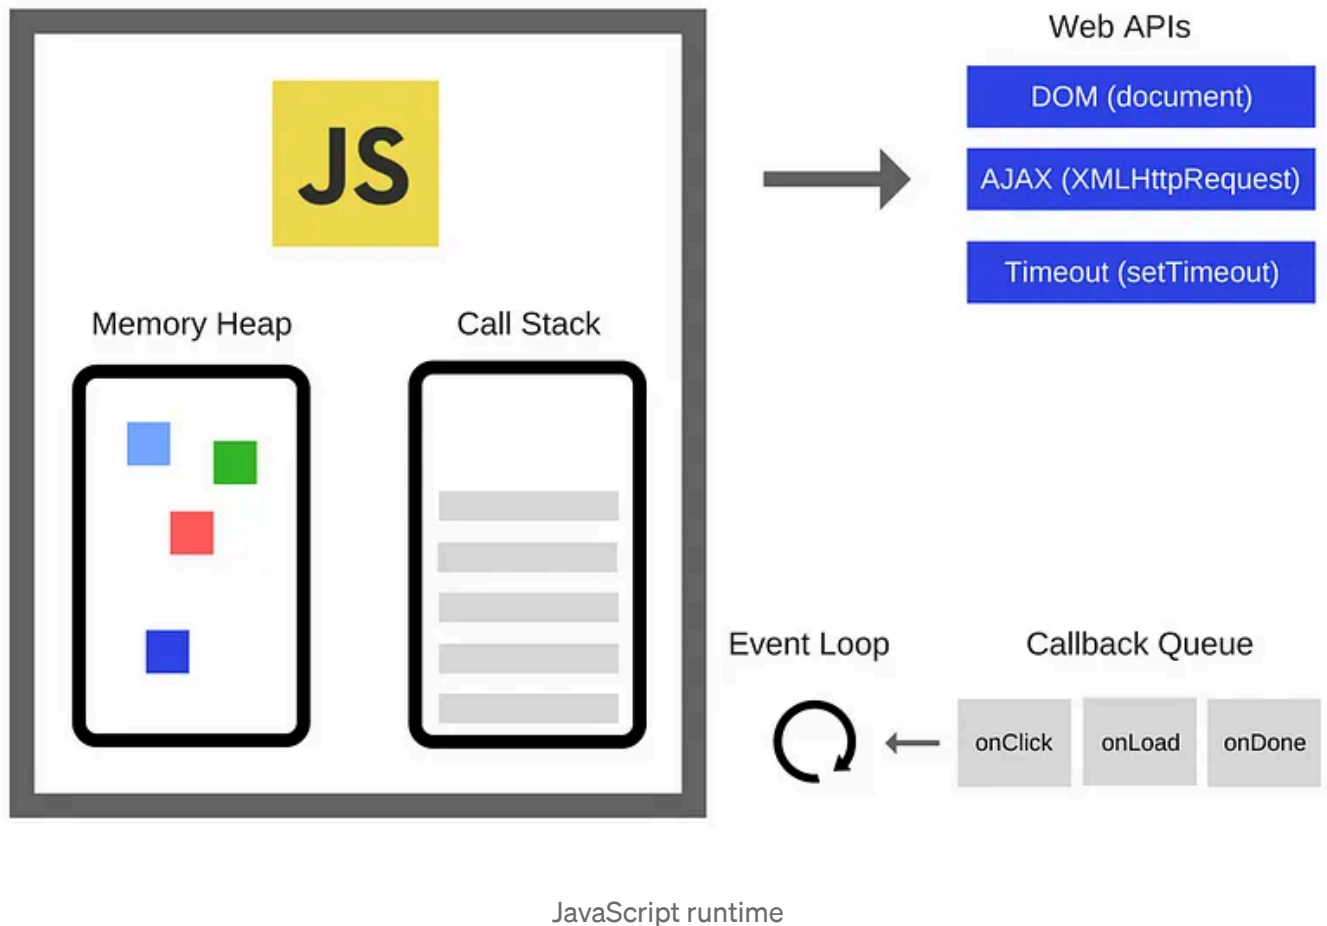 JS
Memory Heap
Call Stack
Web APIs
DOM (document)
AJAX (XMLHttpRequest)
Timeout (setTimeout)
Event Loop
Callback Queue
onClick
onLoad
onDone
JavaScript runtime